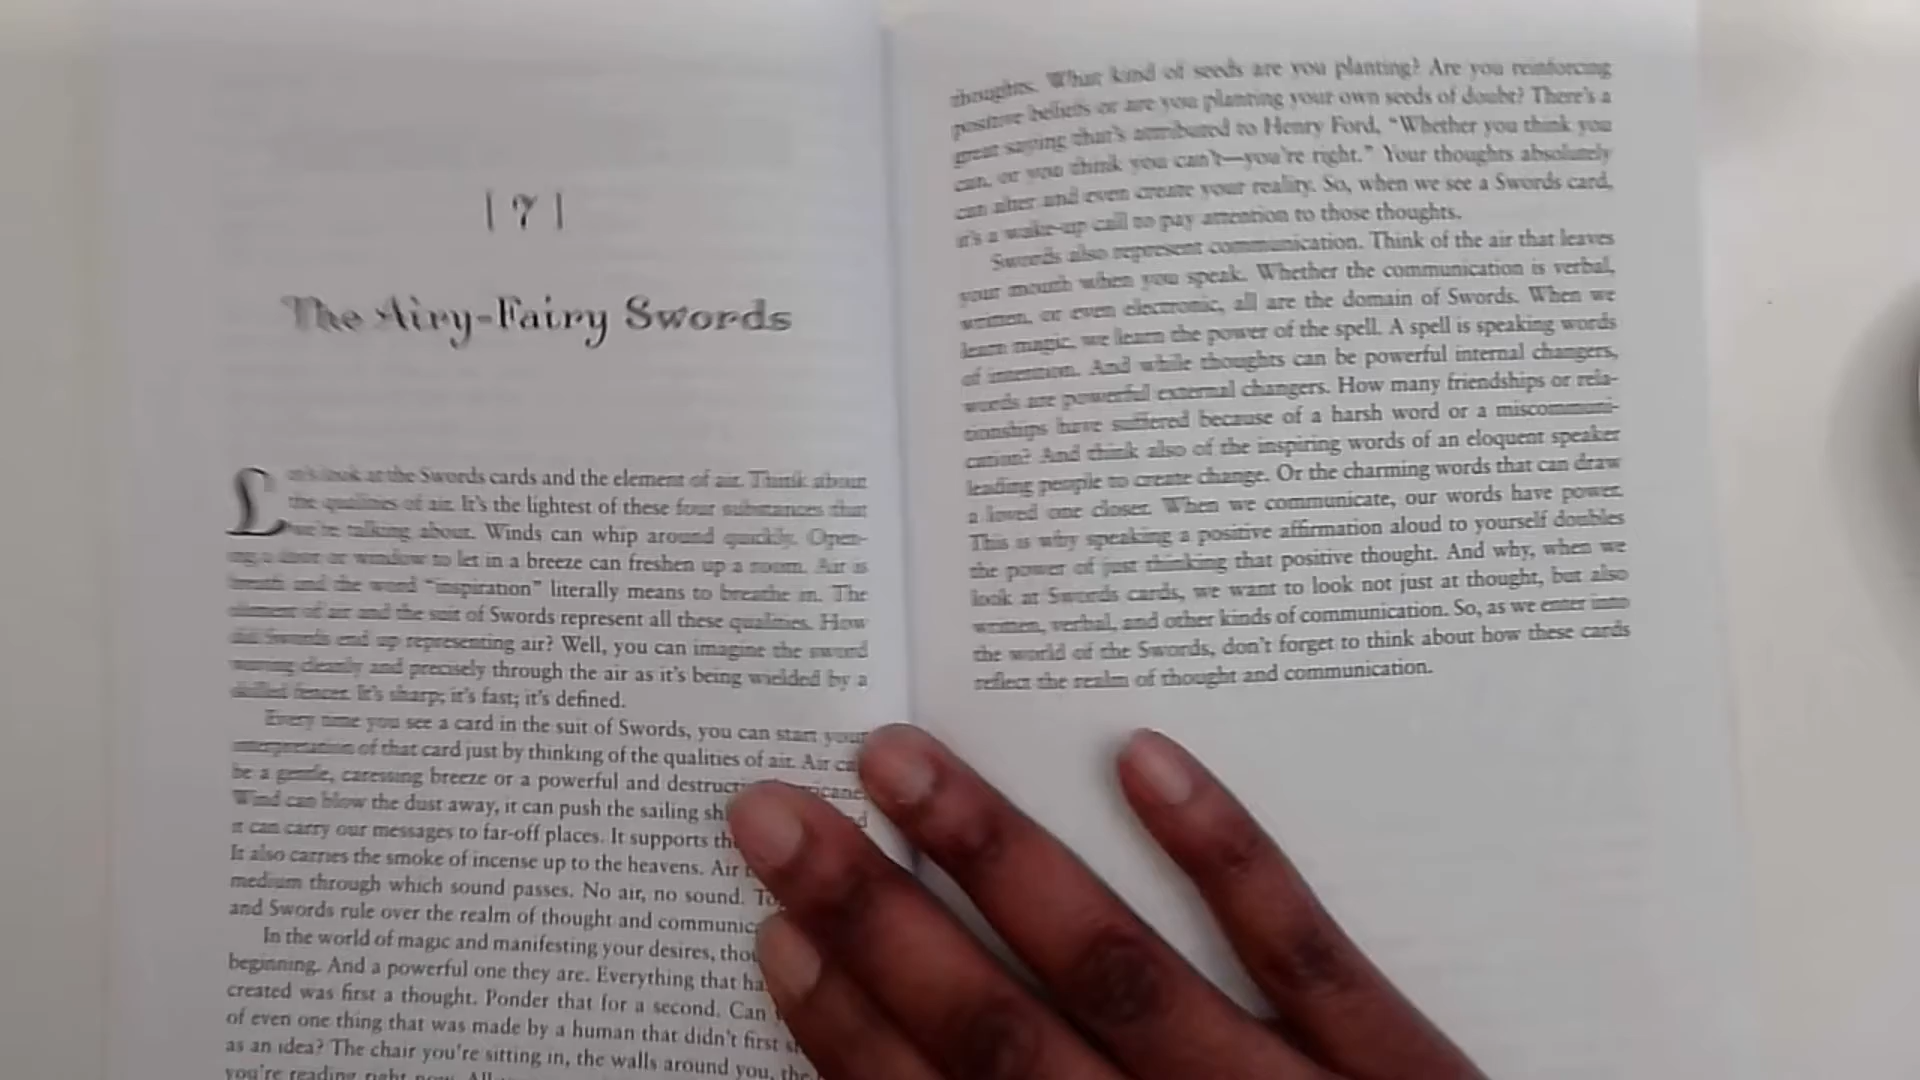 | 7 |
The Airy-Fairy Swords
Let's look at the Swords cards and the element of air. Think about
the qualities of air. It's the lightest of these four substances that
we're talking about. Winds can whip around quickly. Open-
ing a door or window to let in a breeze can freshen up a room. Air is
breath and the word "inspiration" literally means to breathe in. The
element of air and the suit of Swords represent all these qualities. How
did Swords end up representing air? Well, you can imagine the sword
moving cleanly and precisely through the air as it's being wielded by a
skilled fencer. It's sharp; it's fast; it's defined.
Every time you see a card in the suit of Swords, you can start your
interpretation of that card just by thinking of the qualities of air. Air
be a gentle, caressing breeze or a powerful and
Wind can blow the dust away, it can push the sailing
it can carry our messages to far-off places. It supports
It also carries the smoke of incense up to the heavens. Air
medium through which sound passes. No air, no sound.
and Swords rule over the realm of thought and
In the world of magic and manifesting your desires,
beginning. And a powerful one they are. Everything that
created was first a thought. Ponder that for a second. Can
of even one thing that was made by a human that didn't first
as an idea? The chair you're sitting in, the walls around you, the
you're reading right now. All
thoughts. What kind of seeds are you planting? Are you reinforcing
positive beliefs or are you planting your own seeds of doubt? There's a
great saying that's attributed to Henry Ford, "Whether you think you
can, or you think you can't—you're right." Your thoughts absolutely
can alter and even create your reality. So, when we see a Swords card,
it's a wake-up call to pay attention to those thoughts.
Swords also represent communication. Think of the air that leaves
your mouth when you speak. Whether the communication is verbal,
written, or even electronic, all are the domain of Swords. When we
learn magic, we learn the power of the spell. A spell is speaking words
of intention. And while thoughts can be powerful internal changers,
words are powerful external changers. How many friendships or rela-
tionships have suffered because of a harsh word or a miscommuni-
cation? And think also of the inspiring words of an eloquent speaker
leading people to create change. Or the charming words that can draw
a loved one closer. When we communicate, our words have power.
This is why speaking a positive affirmation aloud to yourself doubles
the power of just thinking that positive thought. And why, when we
look at Swords cards, we want to look not just at thought, but also
written, verbal, and other kinds of communication. So, as we enter into
the world of the Swords, don't forget to think about how these cards
reflect the realm of thought and communication.